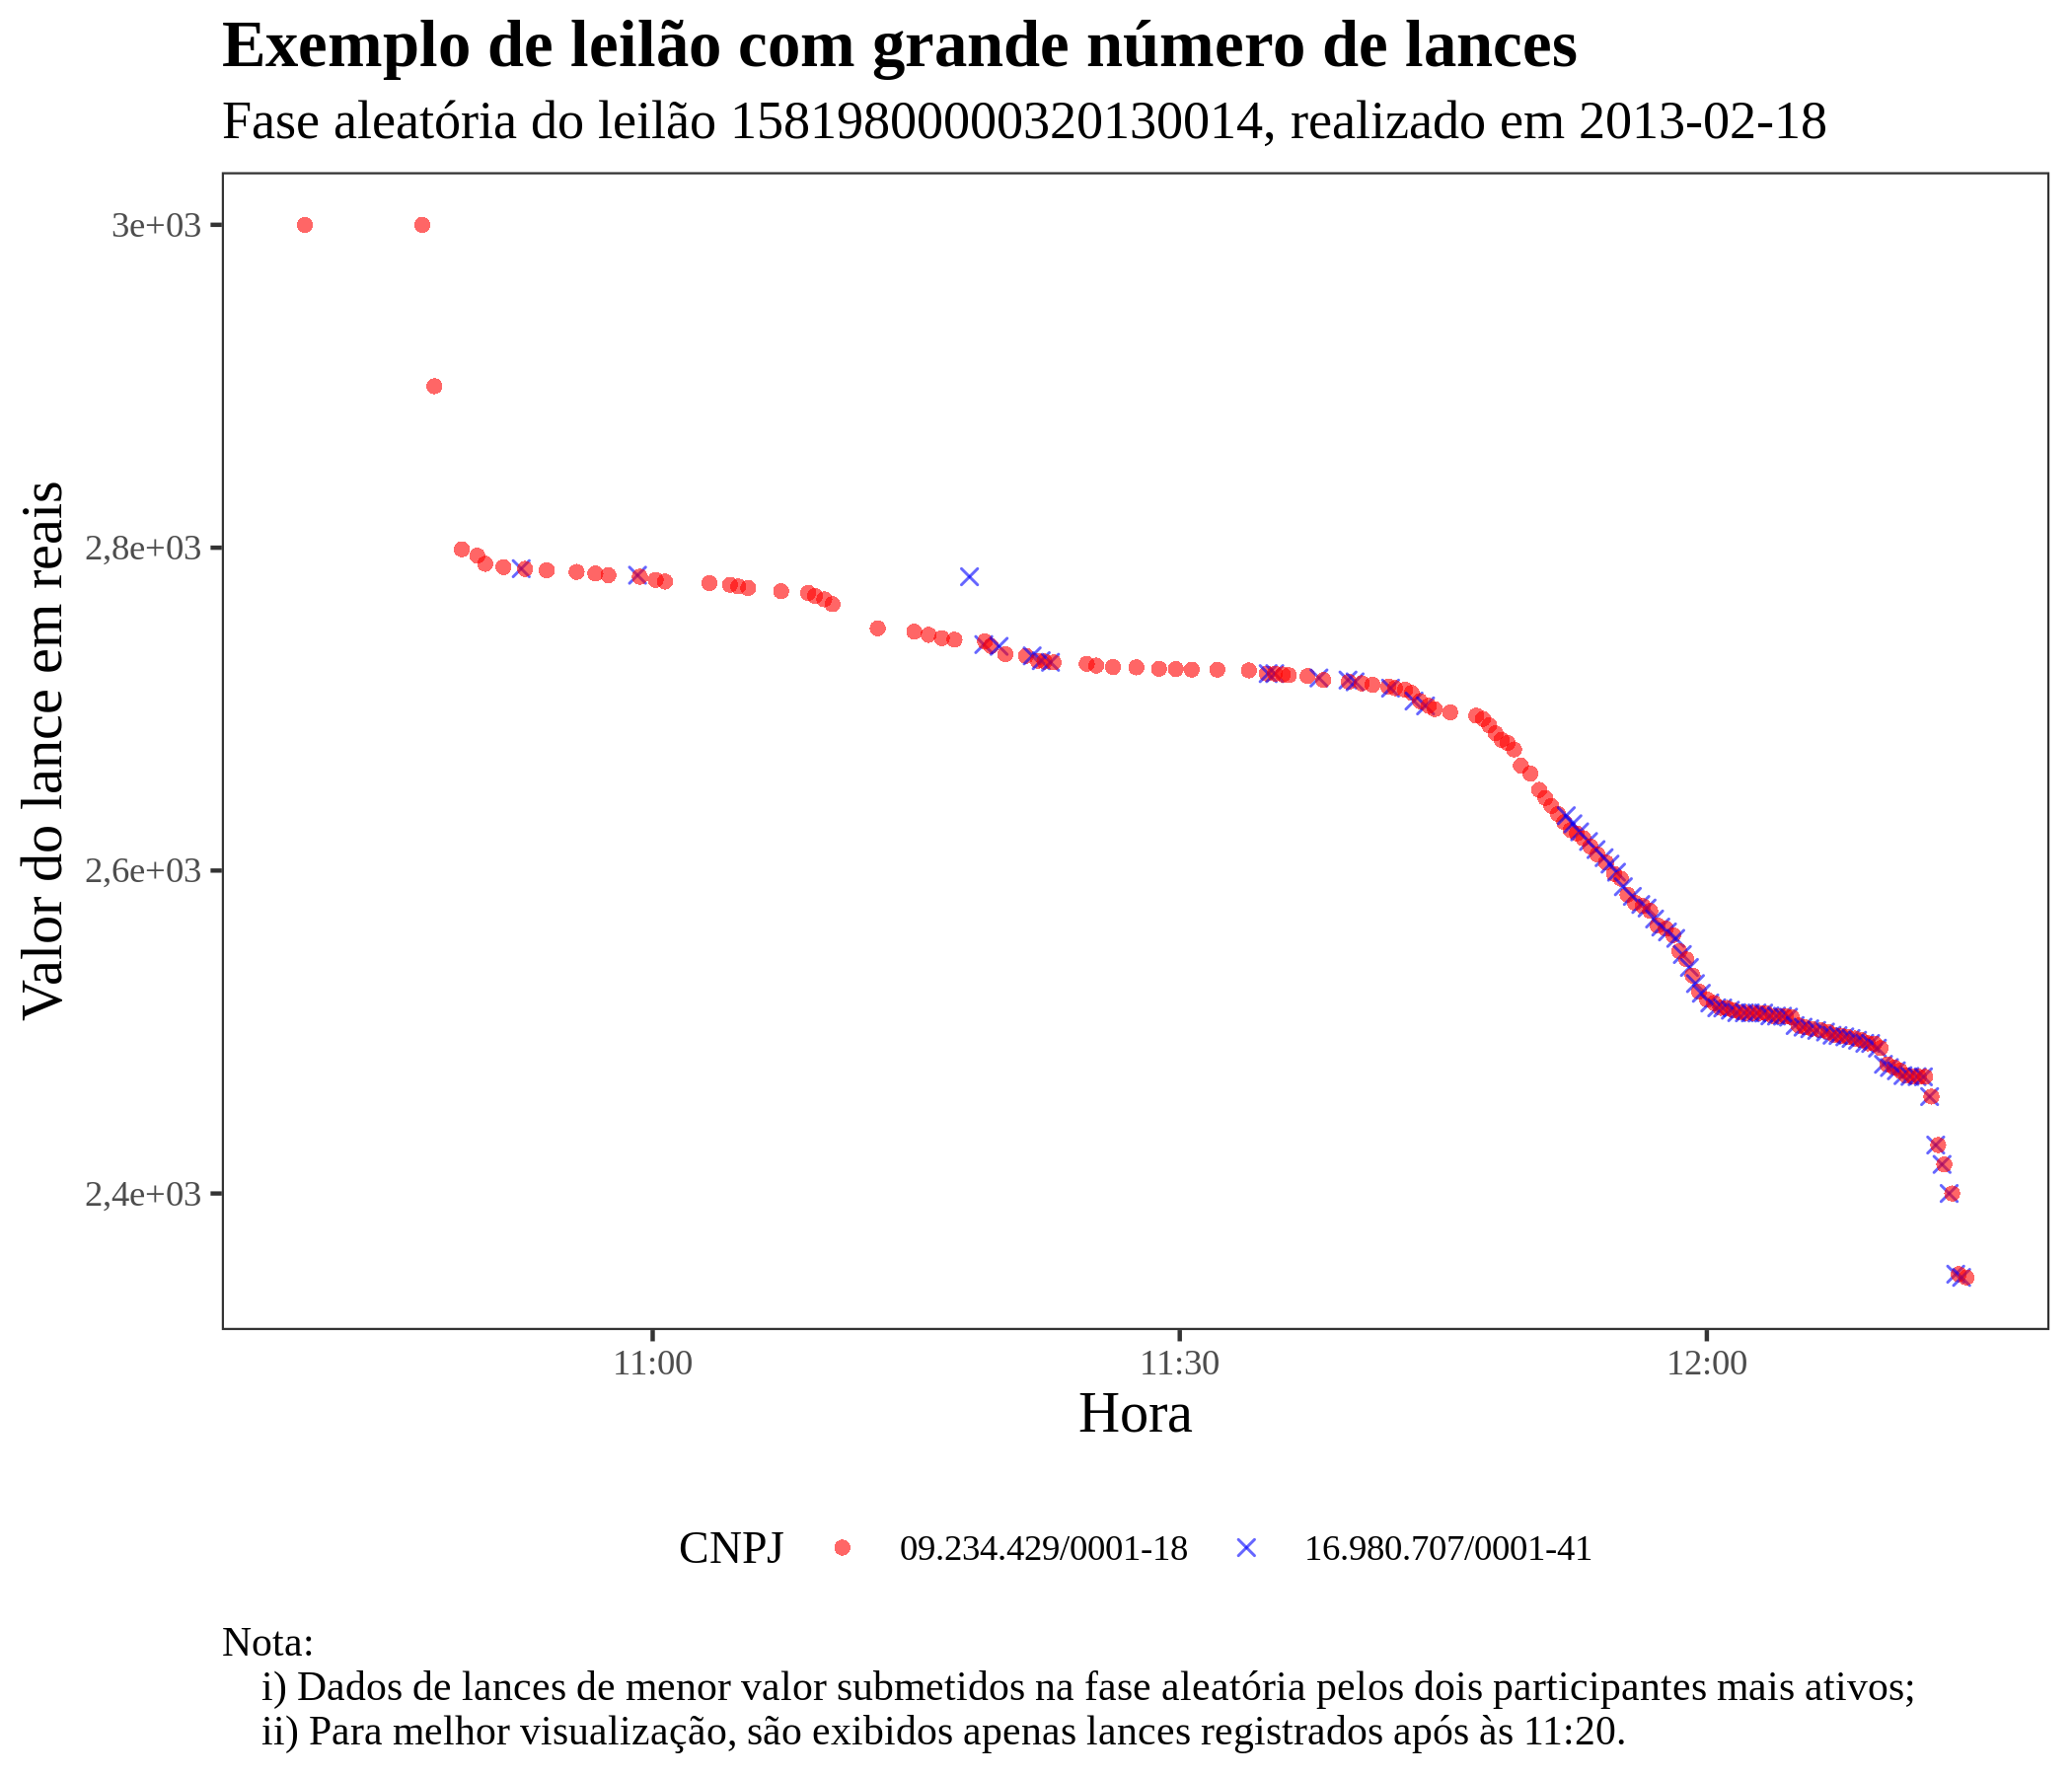 Exemplo de leilão com grande número de lances
Fase aleatória do leilão 15819800000320130014, realizado em 2013-02-18
Valor do lance em reais
3e+03
2,8e+03
2,6e+03
2,4e+03
11:00
11:30
12:00
Hora
CNPJ 09.234.429/0001-18 16.980.707/0001-41
Nota:
i) Dados de lances de menor valor submetidos na fase aleatória pelos dois participantes mais ativos;
ii) Para melhor visualização, são exibidos apenas lances registrados após às 11:20.